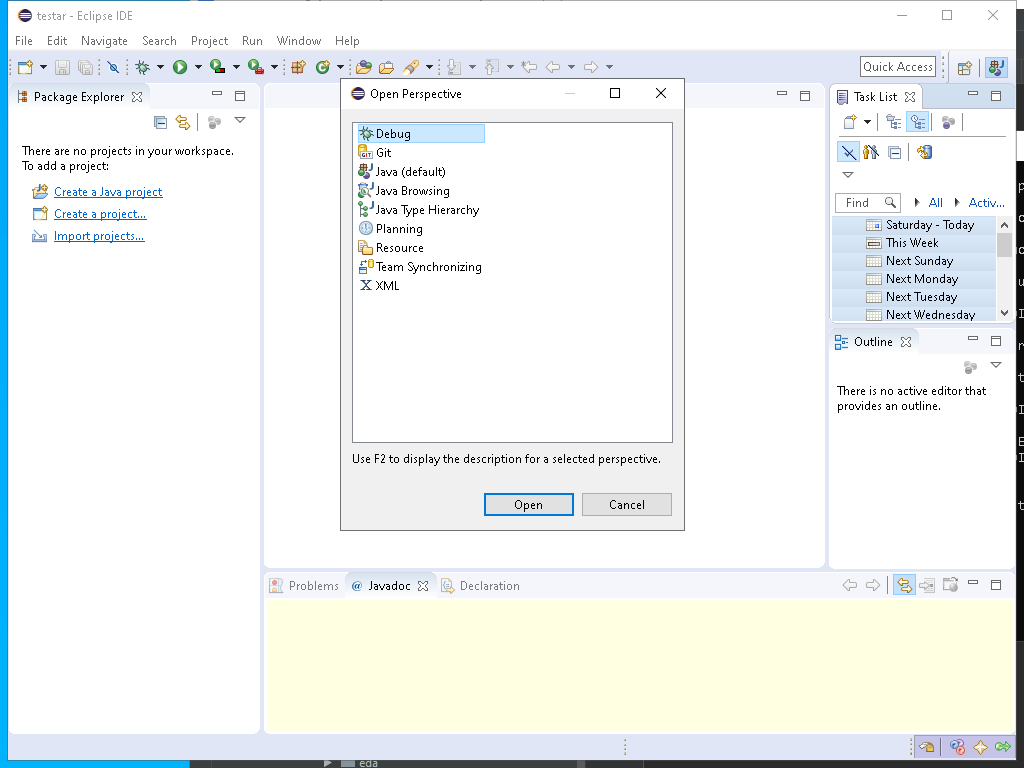 testar - Eclipse IDE
File Edit Navigate Search Project Run Window Help
Quick Access
Package Explorer
There are no projects in your workspace.
To add a project:
Create a Java project
Create a project...
Import projects...
Open Perspective
Debug
Git
Java (default)
Java Browsing
Java Type Hierarchy
Planning
Resource
Team Synchronizing
XML
Use F2 to display the description for a selected perspective.
Open Cancel
Task List
Find All Activ...
Saturday - Today
This Week
Next Sunday
Next Monday
Next Tuesday
Next Wednesday
Outline
There is no active editor that
provides an outline.
Problems @ Javadoc Declaration
eda